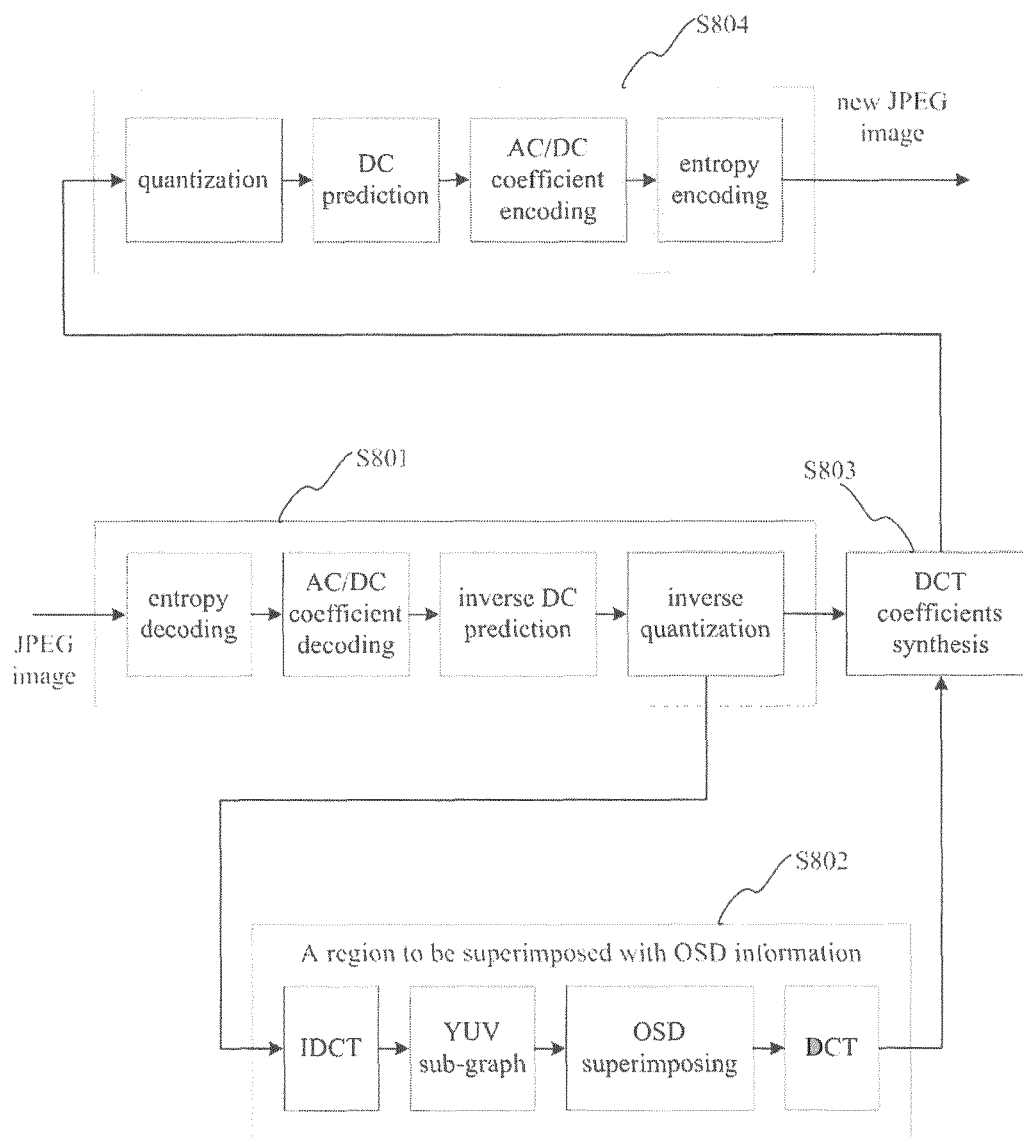 S804
new JPEG
image
quantization
DC
prediction
AC/DC
coefficient
encoding
entropy
encoding
S801
S803
JPEG
image
entropy
decoding
AC/DC
coefficient
decoding
inverse DC
prediction
inverse
quantization
DCT
coefficients
synthesis
S802
A region to be superimposed with OSD information
IDCT
YUV
sub-graph
OSD
superimposing
DCT